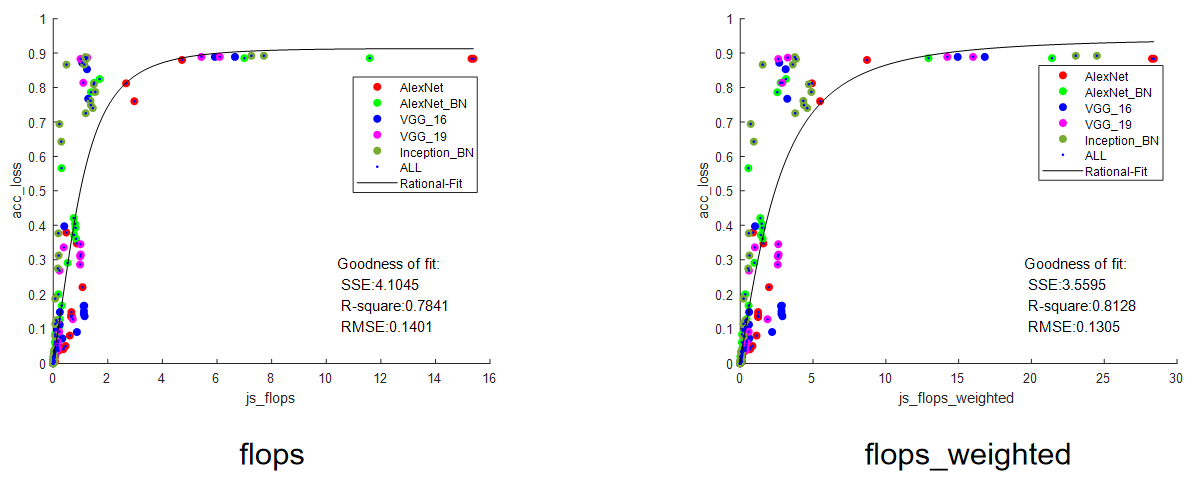 1
0.9
0.8
0.7
0.6
0.5
0.4
0.3
0.2
0.1
0
acc_loss
0 2 4 6 8 10 12 14 16
js_flops
AlexNet
AlexNet_BN
VGG_16
VGG_19
Inception_BN
ALL
Rational-Fit
Goodness of fit:
SSE:4.1045
R-square:0.7841
RMSE:0.1401
flops
1
0.9
0.8
0.7
0.6
0.5
0.4
0.3
0.2
0.1
0
acc_loss
0 5 10 15 20 25 30
js_flops_weighted
AlexNet
AlexNet_BN
VGG_16
VGG_19
Inception_BN
ALL
Rational-Fit
Goodness of fit:
SSE:3.5595
R-square:0.8128
RMSE:0.1305
flops_weighted